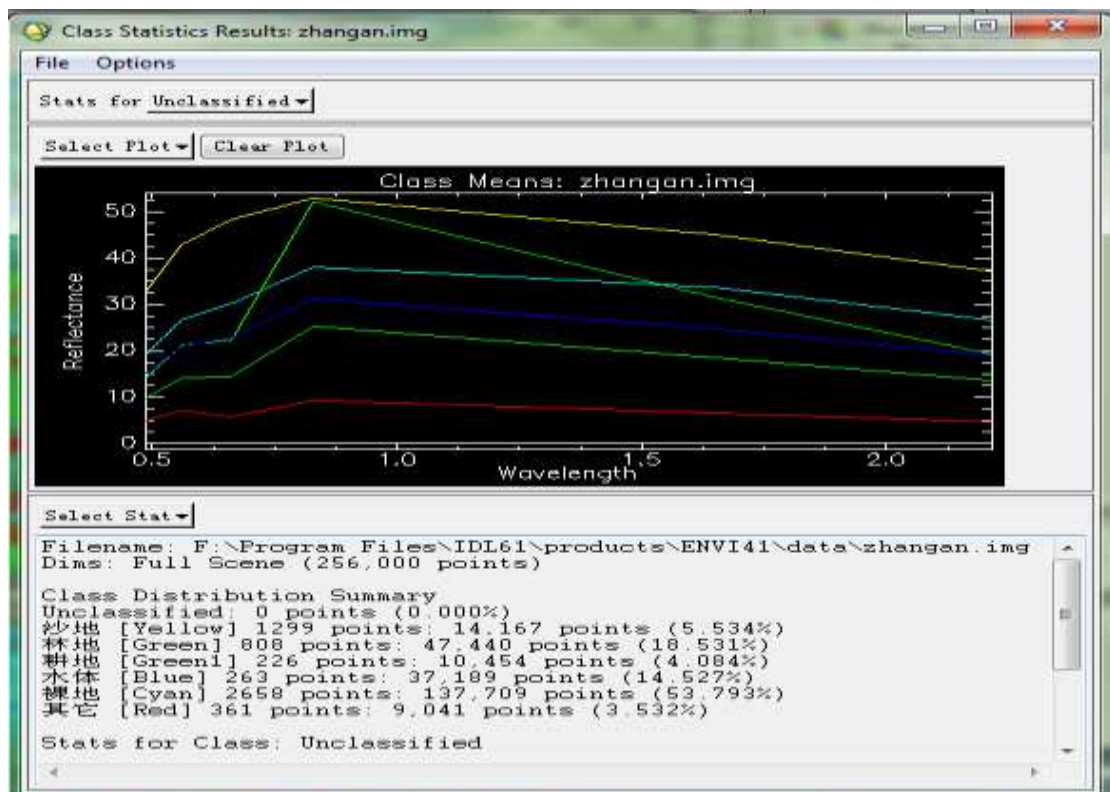 Class Statistics Results: zhangan.img
File Options
Stats for Unclassified
Select Plot Clear Plot
Class Means: zhangan.img
50
40
30
20
10
0
Reflectance
0.5 1.0 1.5 2.0
Wavelength
Select Stat
Filename: F:\Program Files\IDL61\products\ENVI41\data\zhangan.img
Dims: Full Scene (256,000 points)
Class Distribution Summary
Unclassified: 0 points (0.000%)
沙地 [Yellow] 1299 points: 14,167 points (5.534%)
林地 [Green] 808 points: 47,440 points (18.531%)
耕地 [Green1] 226 points: 10,454 points (4.084%)
水体 [Blue] 263 points: 37,189 points (14.527%)
裸地 [Cyan] 2658 points: 137,709 points (53.793%)
其它 [Red] 361 points: 9,041 points (3.532%)
Stats for Class: Unclassified